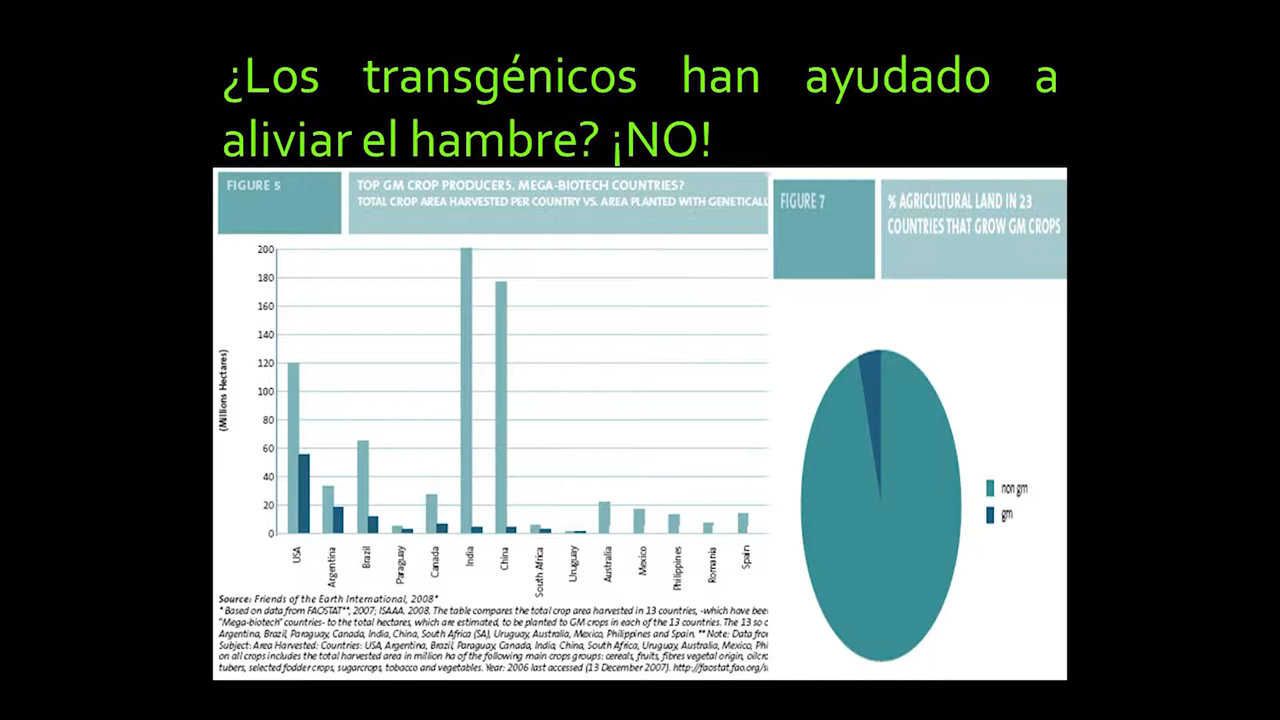 ¿Los transgénicos han ayudado a
aliviar el hambre? ¡NO!
FIGURE 5
TOP GM CROP PRODUCERS. MEGA-BIOTECH COUNTRIES?
TOTAL CROP AREA HARVESTED PER COUNTRY VS. AREA PLANTED WITH GENETICALL
(Millions Hectares)
200
180
160
140
120
100
80
60
40
20
0
USA
Argentina
Brazil
Paraguay
Canada
India
China
South Africa
Uruguay
Australia
Mexico
Philippines
Romania
Spain
Source: Friends of the Earth International, 2008*
* Based on data from FAOSTAT**, 2007; ISAAA. 2008. The table compares the total crop area harvested in 13 countries, -which have bee
"Mega-biotech" countries- to the total hectares, which are estimated, to be planted to GM crops in each of the 13 countries. The 13 so c
Argentina, Brazil, Paraguay, Canada, India, China, South Africa (SA), Uruguay, Australia, Mexico, Philippines and Spain. ** Note: Data fro
Subject: Area Harvested: Countries: USA, Argentina, Brazil, Paraguay, Canada, India, China, South Africa, Uruguay, Australia, Mexico, Ph
on all crops includes the total harvested area in million ha of the following main crops groups: cereals, fruits, fibres vegetal origin, oilcro
tubers, selected fodder crops, sugarcrops, tobacco and vegetables. Year: 2006 last accessed (13 December 2007). http://faostat.fao.org/s
FIGURE 7
% AGRICULTURAL LAND IN 23
COUNTRIES THAT GROW GM CROPS
non gm
gm